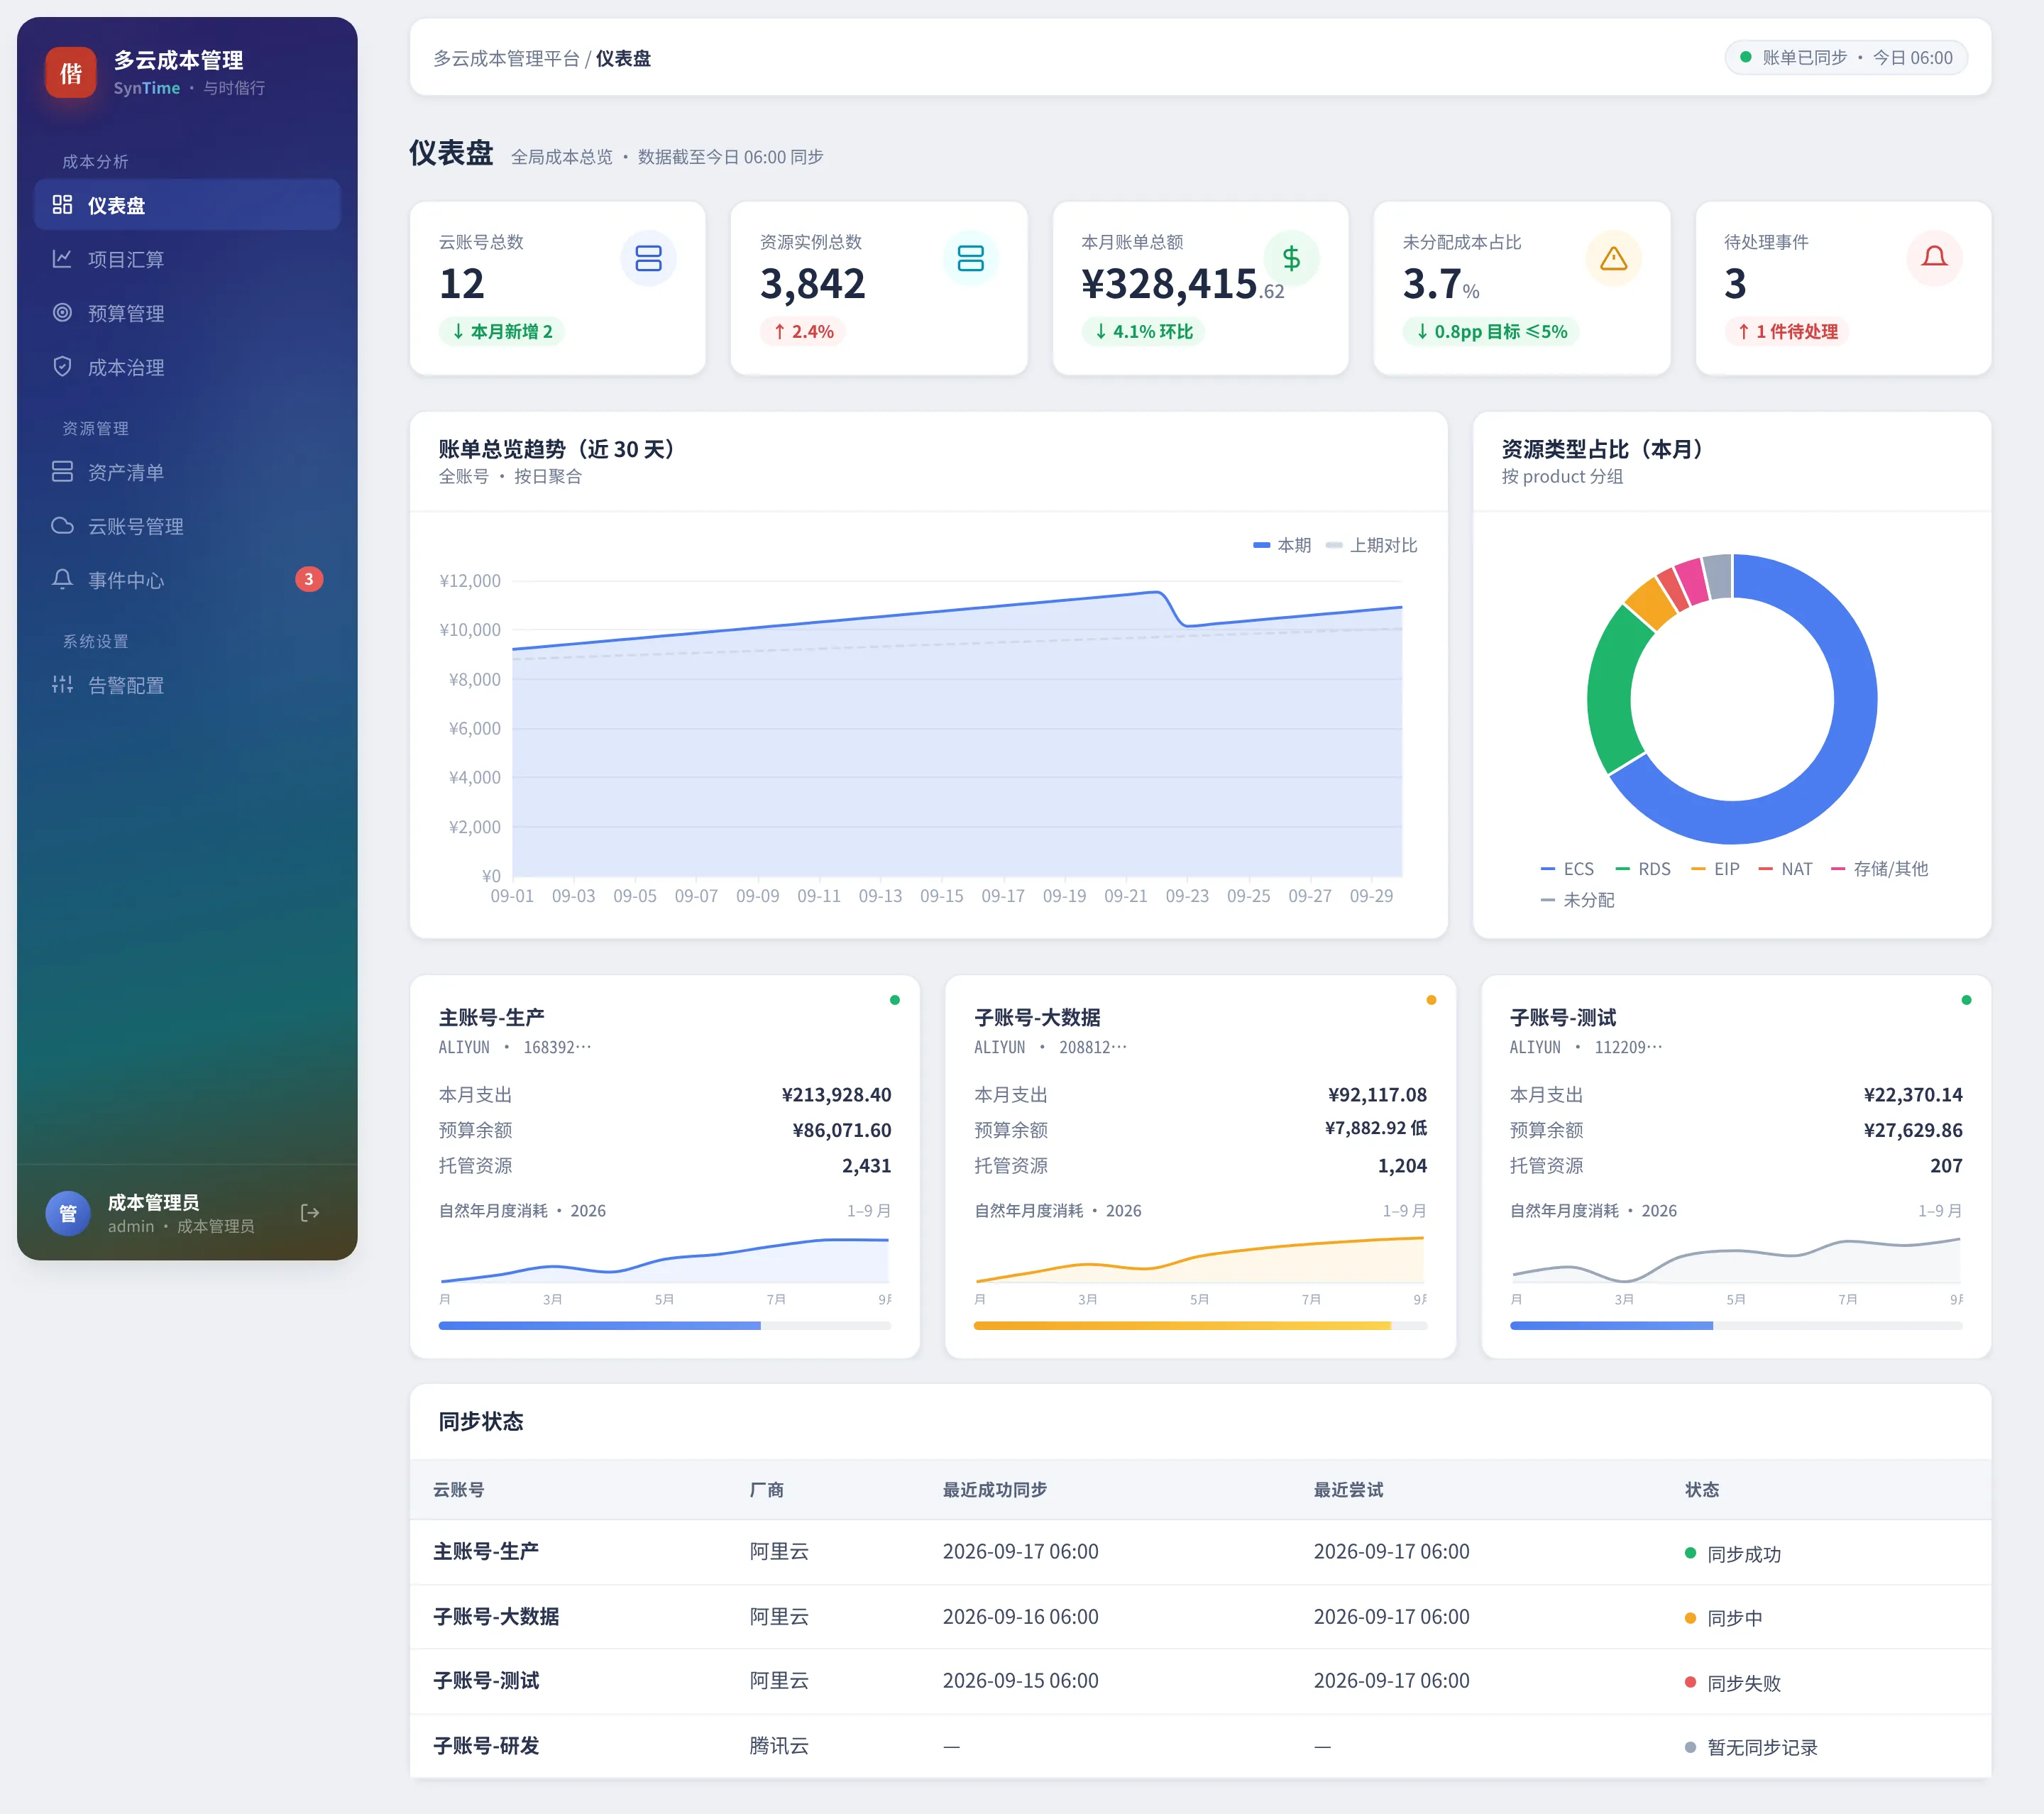 偕
多云成本管理
SynTime · 与时偕行
成本分析
仪表盘
项目汇算
预算管理
成本治理
资源管理
资产清单
云账号管理
事件中心
3
系统设置
告警配置
管
成本管理员
admin · 成本管理员
多云成本管理平台 / 仪表盘
账单已同步 · 今日 06:00
仪表盘 全局成本总览 · 数据截至今日 06:00 同步
云账号总数
12
↓ 本月新增 2
资源实例总数
3,842
↑ 2.4%
本月账单总额
¥328,415.62
↓ 4.1% 环比
未分配成本占比
3.7%
↓ 0.8pp 目标 ≤5%
待处理事件
3
↑ 1 件待处理
账单总览趋势（近 30 天）
全账号 · 按日聚合
本期 上期对比
¥12,000
¥10,000
¥8,000
¥6,000
¥4,000
¥2,000
¥0
09-01 09-03 09-05 09-07 09-09 09-11 09-13 09-15 09-17 09-19 09-21 09-23 09-25 09-27 09-29
资源类型占比（本月）
按 product 分组
ECS RDS EIP NAT 存储/其他
未分配
主账号-生产
ALIYUN · 168392···
本月支出 ¥213,928.40
预算余额 ¥86,071.60
托管资源 2,431
自然年月度消耗 · 2026 1–9 月
月 3月 5月 7月 9月
子账号-大数据
ALIYUN · 208812···
本月支出 ¥92,117.08
预算余额 ¥7,882.92 低
托管资源 1,204
自然年月度消耗 · 2026 1–9 月
月 3月 5月 7月 9月
子账号-测试
ALIYUN · 112209···
本月支出 ¥22,370.14
预算余额 ¥27,629.86
托管资源 207
自然年月度消耗 · 2026 1–9 月
月 3月 5月 7月 9月
同步状态
云账号 厂商 最近成功同步 最近尝试 状态
主账号-生产 阿里云 2026-09-17 06:00 2026-09-17 06:00 同步成功
子账号-大数据 阿里云 2026-09-16 06:00 2026-09-17 06:00 同步中
子账号-测试 阿里云 2026-09-15 06:00 2026-09-17 06:00 同步失败
子账号-研发 腾讯云 — — 暂无同步记录